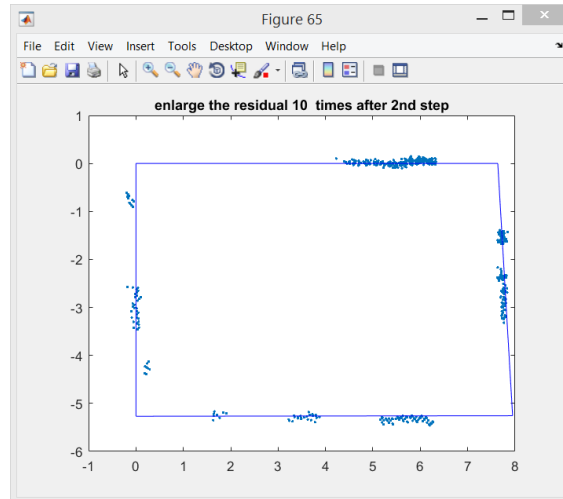 Figure 65
File Edit View Insert Tools Desktop Window Help
enlarge the residual 10 times after 2nd step
1
0
-1
-2
-3
-4
-5
-6
-1 0 1 2 3 4 5 6 7 8